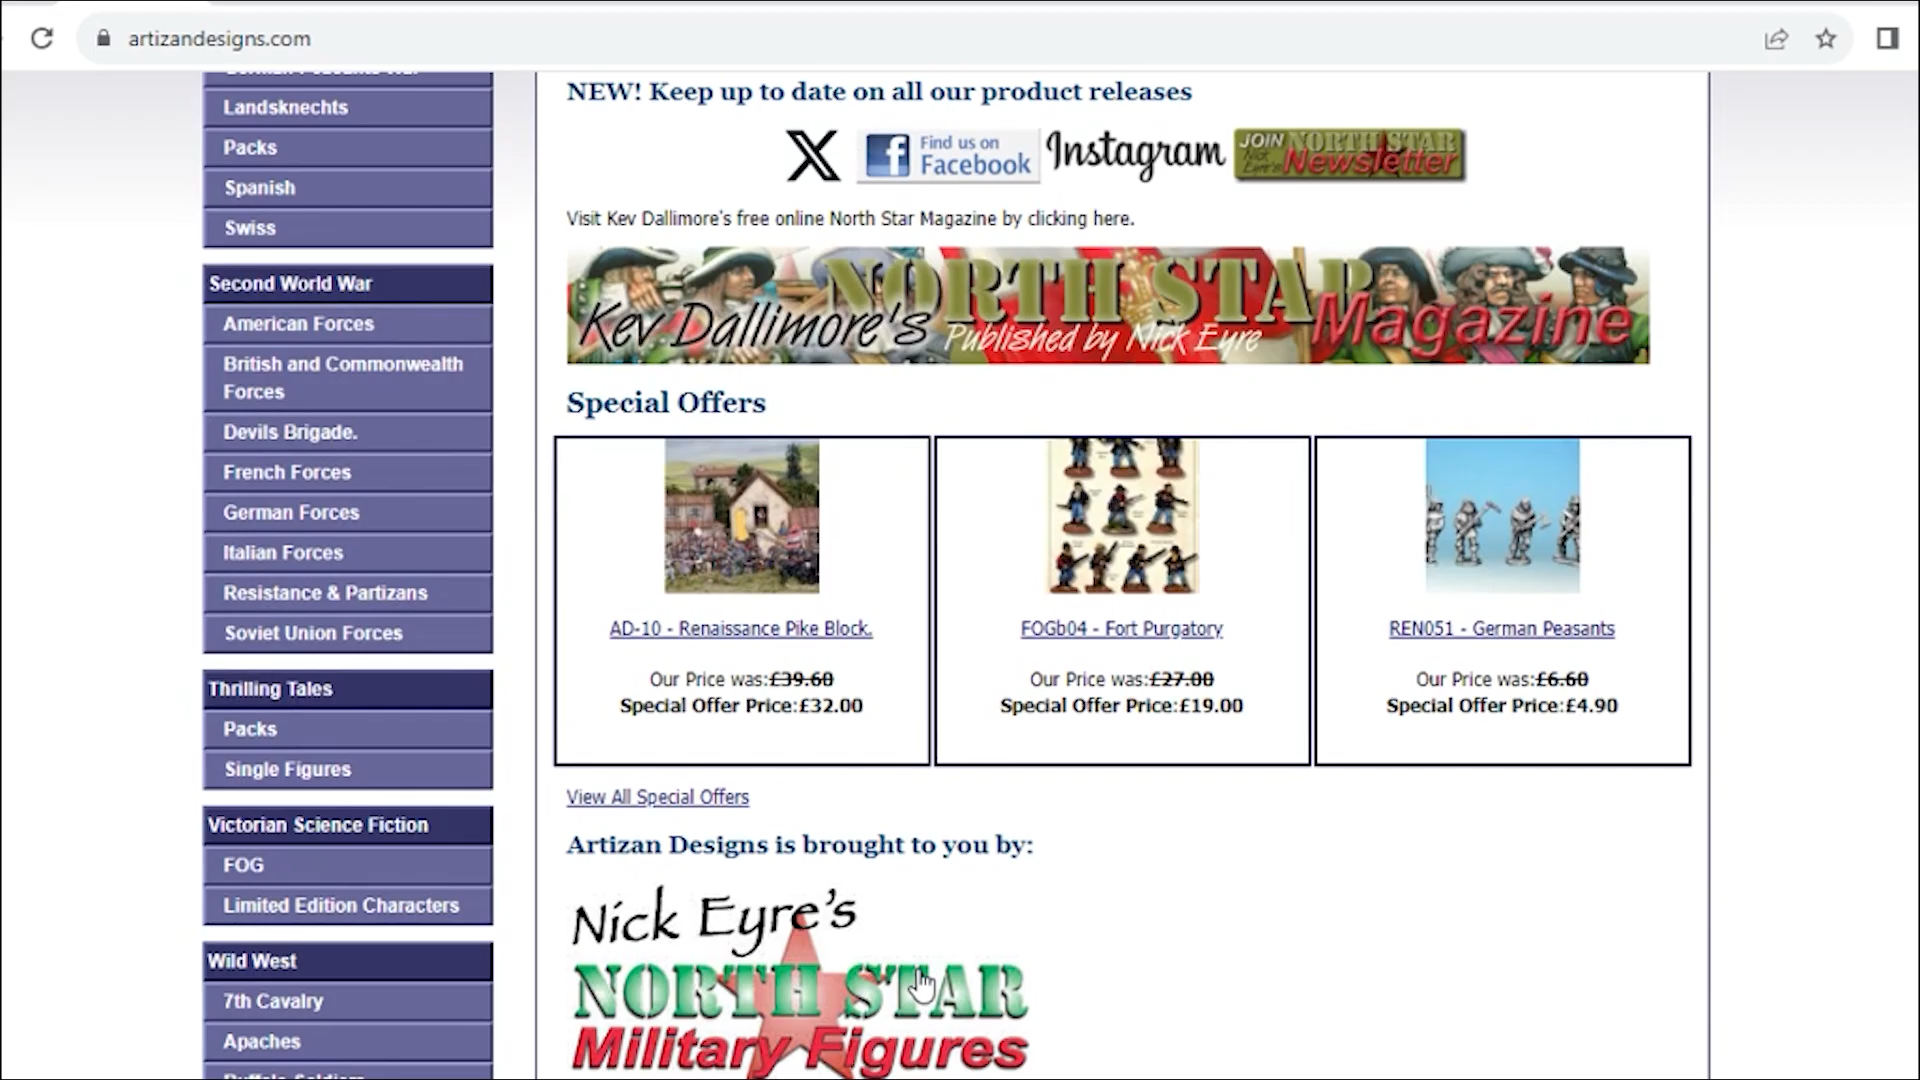 artizandesigns.com
Landsknechts
Packs
Spanish
Swiss
Second World War
American Forces
British and Commonwealth
Forces
Devils Brigade.
French Forces
German Forces
Italian Forces
Resistance & Partizans
Soviet Union Forces
Thrilling Tales
Packs
Single Figures
Victorian Science Fiction
FOG
Limited Edition Characters
Wild West
7th Cavalry
Apaches
NEW! Keep up to date on all our product releases
X
Find us on
Facebook
Instagram
JOIN NORTH STAR
Nick Eyre's Newsletter
Visit Kev Dallimore's free online North Star Magazine by clicking here.
NORTH STAR
Kev Dallimore's Published by Nick Eyre Magazine
Special Offers
AD-10 - Renaissance Pike Block.
Our Price was:£39.60
Special Offer Price:£32.00
FOGb04 - Fort Purgatory
Our Price was:£27.00
Special Offer Price:£19.00
REN051 - German Peasants
Our Price was:£6.60
Special Offer Price:£4.90
View All Special Offers
Artizan Designs is brought to you by:
Nick Eyre's
NORTH STAR
Military Figures